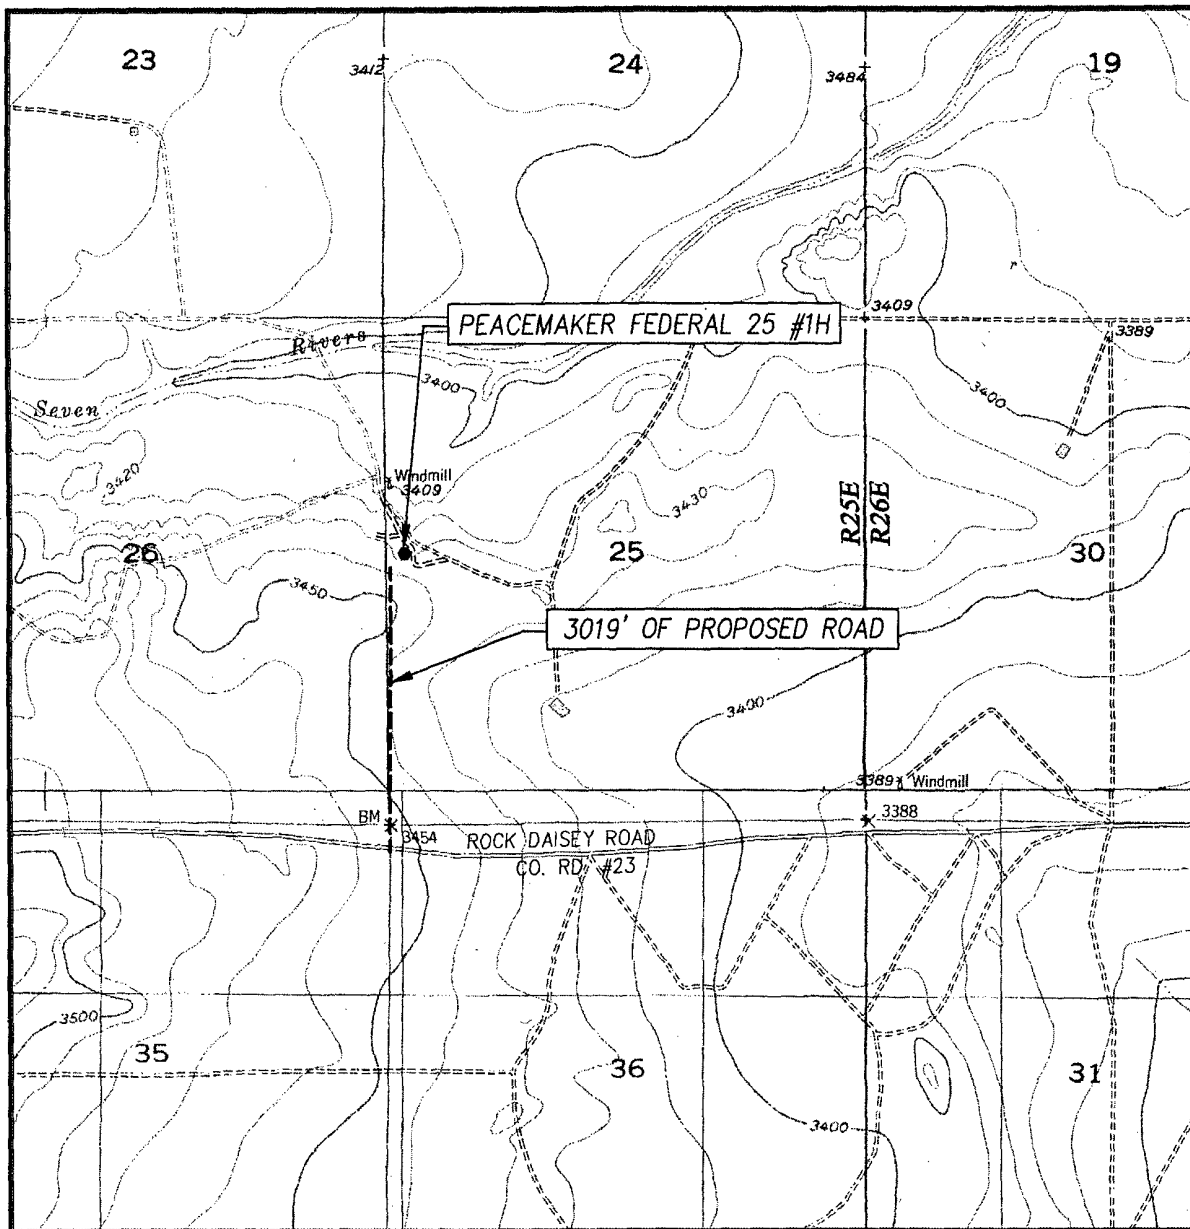 23
24
19
3412
3484
r
3409
PEACEMAKER FEDERAL 25 #1H
3389
Rivers
3400
3400
Seven
3420
Windmill
3409
3430
R25E
R26E
26
25
30
3450
3019' OF PROPOSED ROAD
3400
3389
Windmill
BM
3454
3388
ROCK DAISEY ROAD
CO. RD. #23
3500
35
36
31
3400